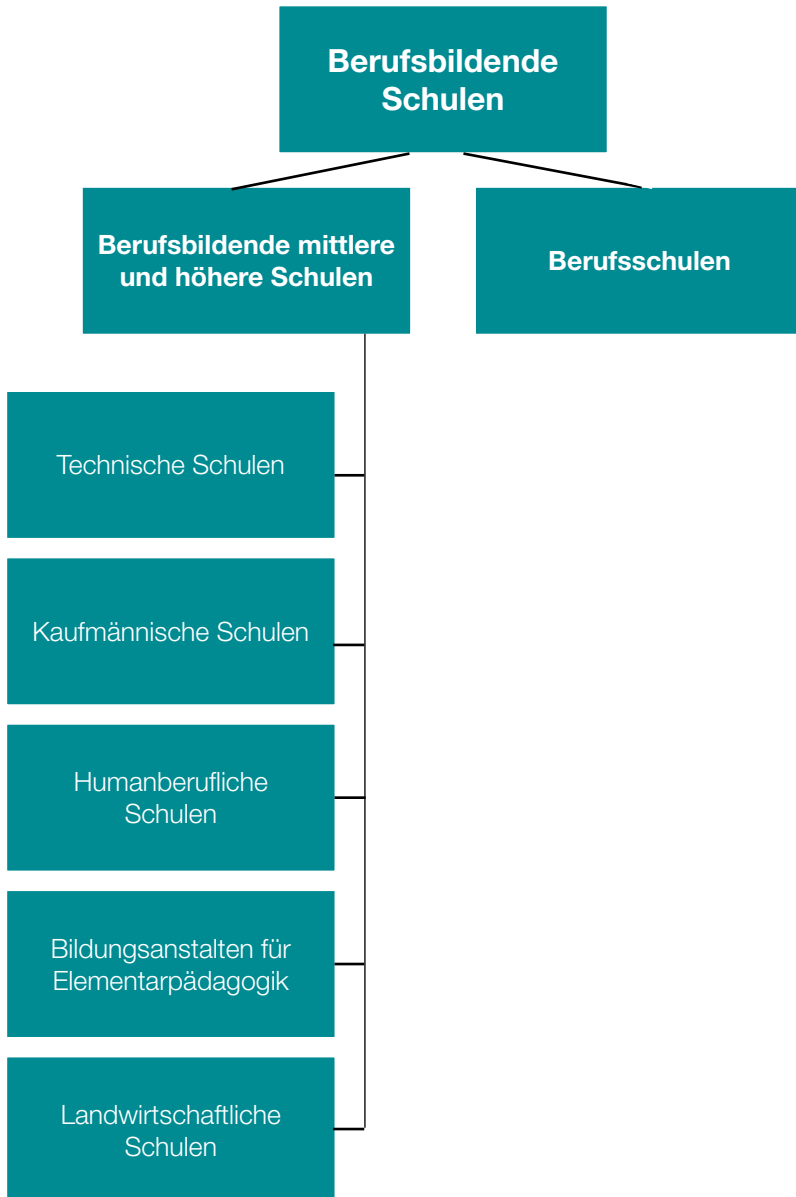 Berufsbildende
Schulen
Berufsbildende mittlere
und höhere Schulen
Berufsschulen
Technische Schulen
Kaufmännische Schulen
Humanberufliche
Schulen
Bildungsanstalten für
Elementarpädagogik
Landwirtschaftliche
Schulen